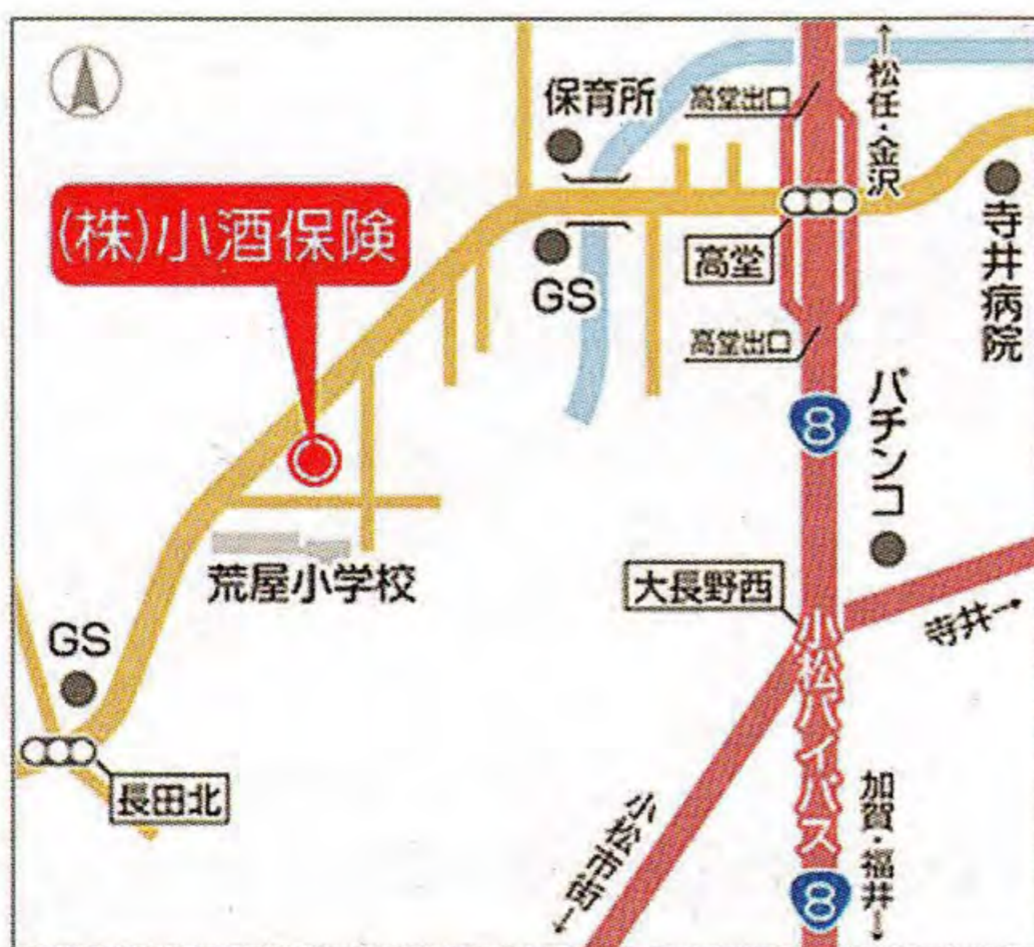 保育所
高堂出口
↑松任・金沢
(株)小酒保険
高堂
寺井病院
GS
高堂出口
8
パチンコ
荒屋小学校
大長野西
寺井→
GS
小松バイパス
長田北
小松市街↓
加賀・福井↓
8